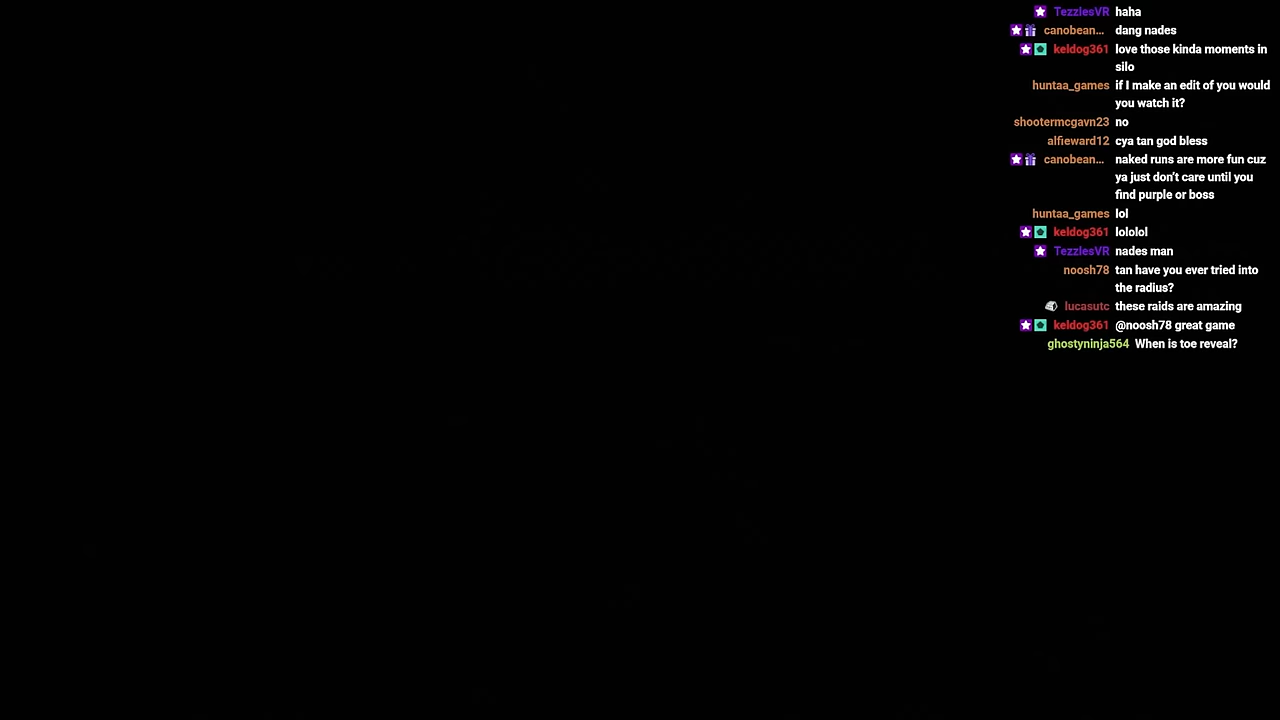 TezzlesVR haha
canobean... dang nades
keldog361 love those kinda moments in
silo
huntaa_games if I make an edit of you would
you watch it?
shootermcgavn23 no
alfieward12 cya tan god bless
canobean... naked runs are more fun cuz
ya just don't care until you
find purple or boss
huntaa_games lol
keldog361 lololol
TezzlesVR nades man
noosh78 tan have you ever tried into
the radius?
lucasutc these raids are amazing
keldog361 @noosh78 great game
ghostyninja564 When is toe reveal?